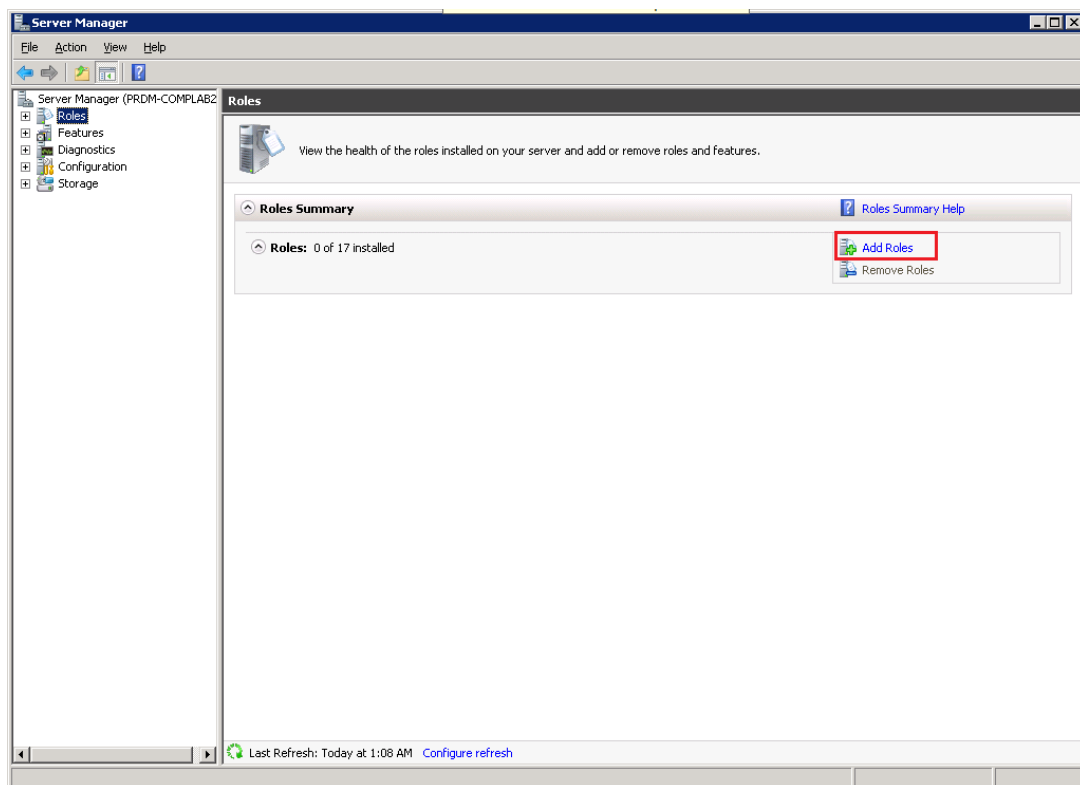 Server Manager
File Action View Help
Server Manager (PRDM-COMPLAB2
Roles
Features
Diagnostics
Configuration
Storage
Roles
View the health of the roles installed on your server and add or remove roles and features.
Roles Summary
Roles Summary Help
Roles: 0 of 17 installed
Add Roles
Remove Roles
Last Refresh: Today at 1:08 AM Configure refresh